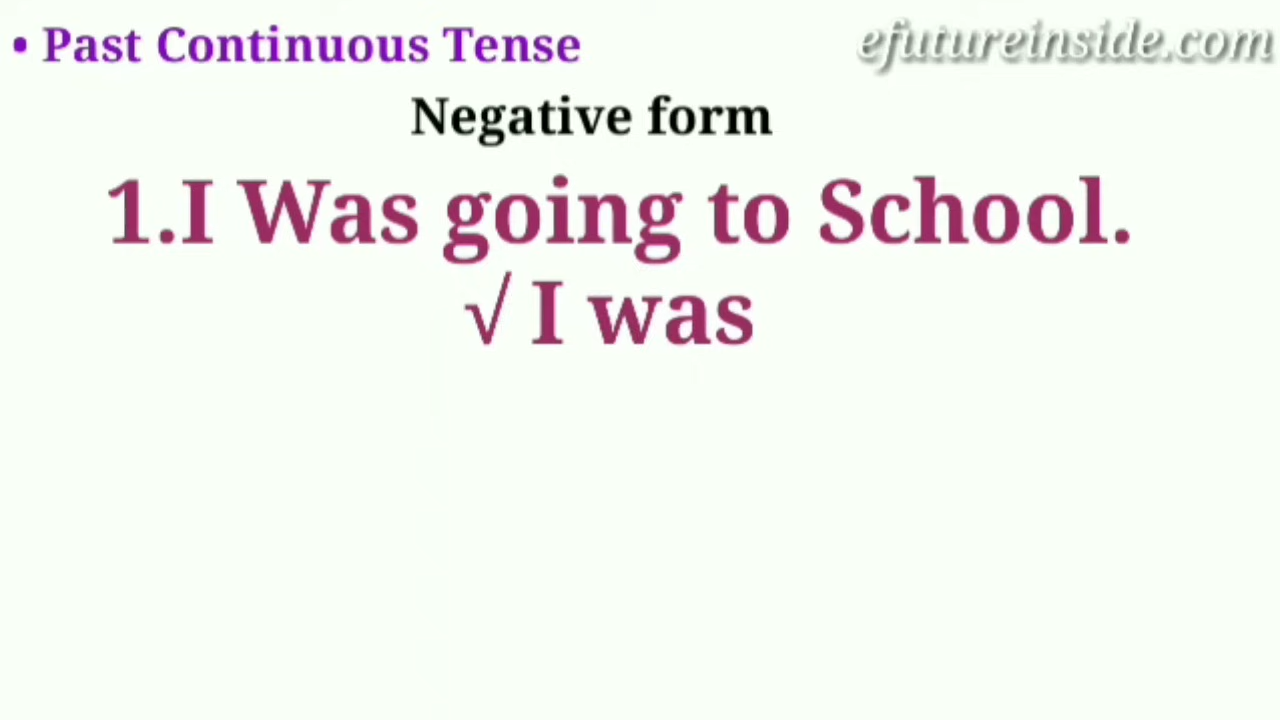 • Past Continuous Tense
efutureinside.com
Negative form
1.I Was going to School.
√ I was